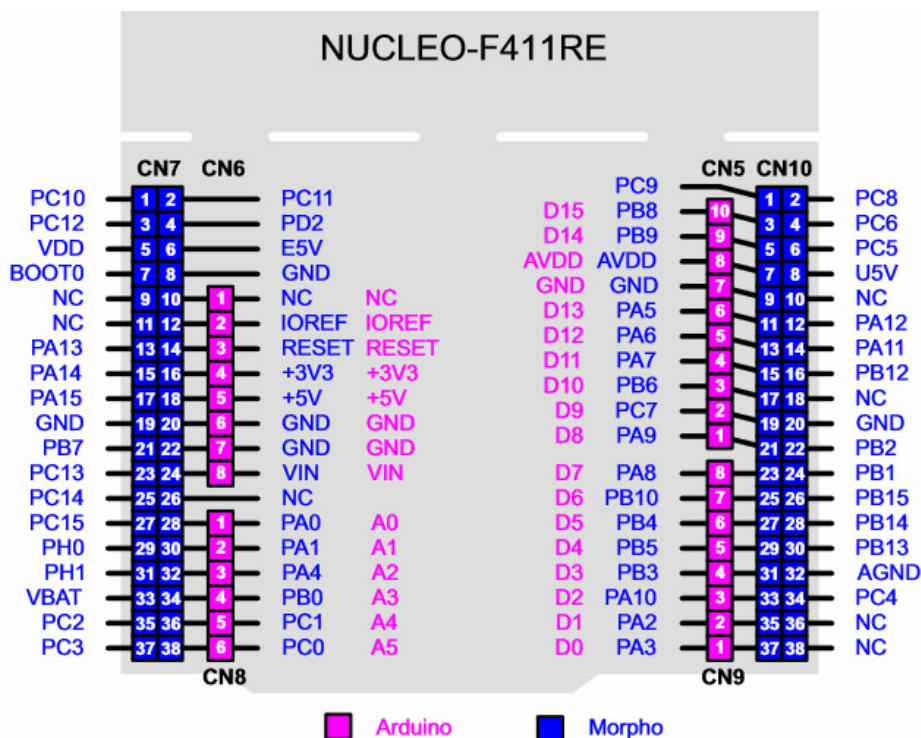 NUCLEO-F411RE
CN7 CN6 CN5 CN10
PC10 1 2 PC11 PC9 1 2 PC8
PC12 3 4 PD2 D15 PB8 10 3 4 PC6
VDD 5 6 E5V D14 PB9 9 5 6 PC5
BOOT0 7 8 GND AVDD AVDD 8 7 8 U5V
NC 9 10 1 NC NC GND GND 7 9 10 NC
NC 11 12 2 IOREF IOREF D13 PA5 6 11 12 PA12
PA13 13 14 3 RESET RESET D12 PA6 5 13 14 PA11
PA14 15 16 4 +3V3 +3V3 D11 PA7 4 15 16 PB12
PA15 17 18 5 +5V +5V D10 PB6 3 17 18 NC
GND 19 20 6 GND GND D9 PC7 2 19 20 GND
PB7 21 22 7 GND GND D8 PA9 1 21 22 PB2
PC13 23 24 8 VIN VIN D7 PA8 8 23 24 PB1
PC14 25 26 NC D6 PB10 7 25 26 PB15
PC15 27 28 1 PA0 A0 D5 PB4 6 27 28 PB14
PH0 29 30 2 PA1 A1 D4 PB5 5 29 30 PB13
PH1 31 32 3 PA4 A2 D3 PB3 4 31 32 AGND
VBAT 33 34 4 PB0 A3 D2 PA10 3 33 34 PC4
PC2 35 36 5 PC1 A4 D1 PA2 2 35 36 NC
PC3 37 38 6 PC0 A5 D0 PA3 1 37 38 NC
CN8 CN9
Arduino Morpho